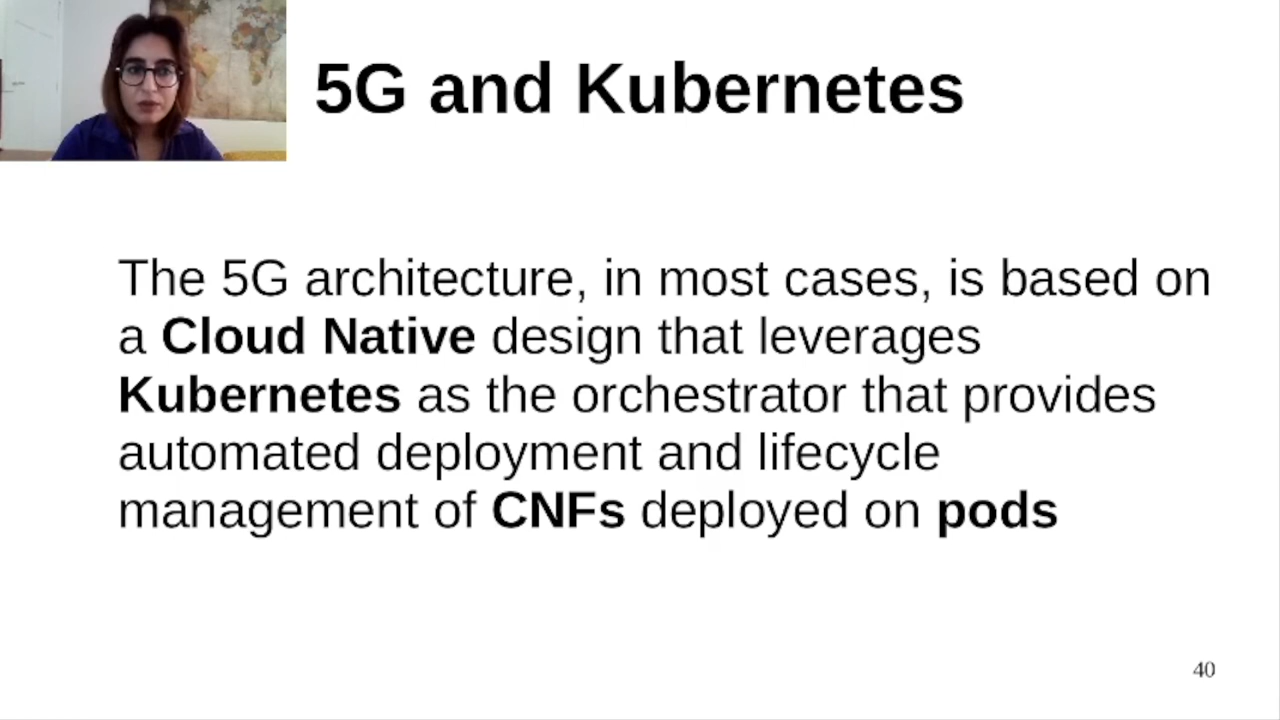 5G and Kubernetes
The 5G architecture, in most cases, is based on
a Cloud Native design that leverages
Kubernetes as the orchestrator that provides
automated deployment and lifecycle
management of CNFs deployed on pods
40